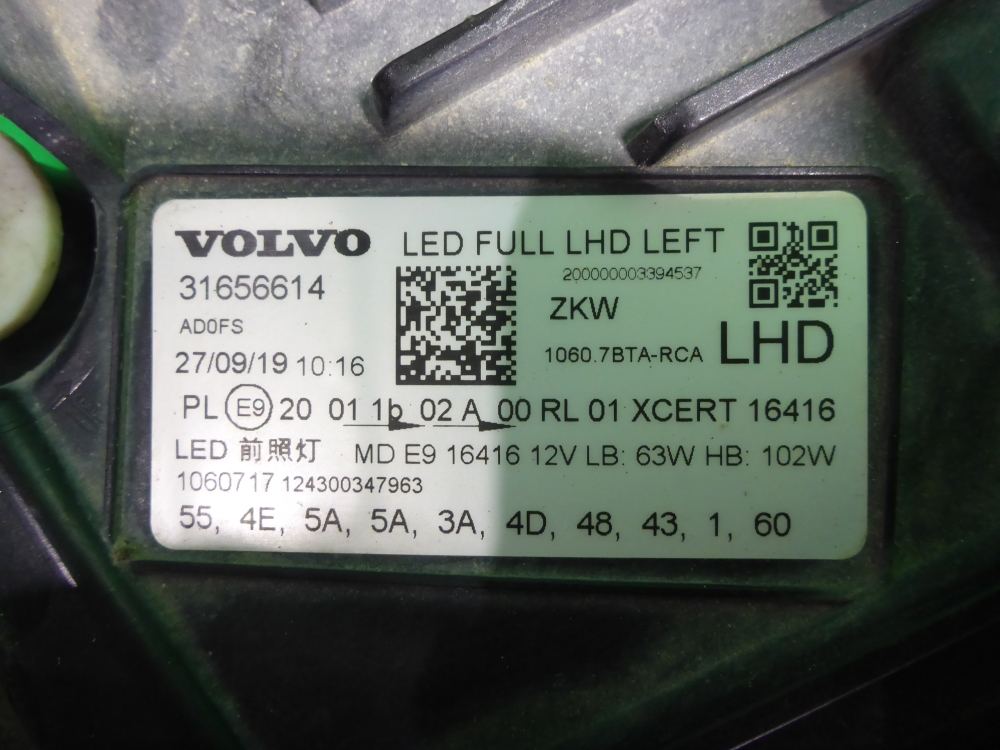 VOLVO LED FULL LHD LEFT
31656614 200000003394537
AD0FS ZKW
27/09/19 10:16 1060.7BTA-RCA LHD
PL E9 20 01 1b 02 A 00 RL 01 XCERT 16416
LED 前照灯 MD E9 16416 12V LB: 63W HB: 102W
1060717 124300347963
55, 4E, 5A, 5A, 3A, 4D, 48, 43, 1, 60